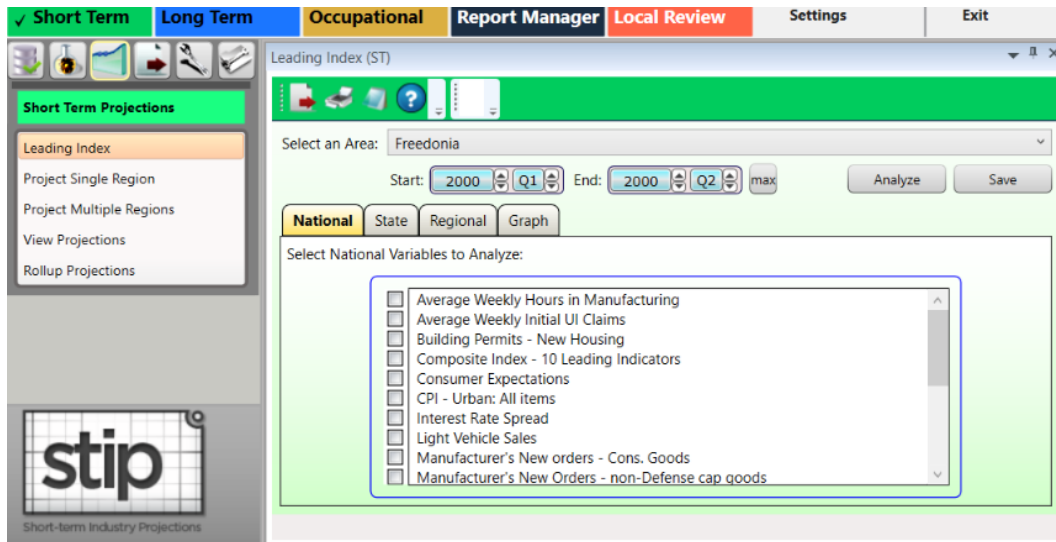 ✓ Short Term Long Term Occupational Report Manager Local Review Settings Exit
Leading Index (ST)
Short Term Projections
Leading Index
Project Single Region
Project Multiple Regions
View Projections
Rollup Projections
stip
Short-term Industry Projections
Select an Area: Freedonia
Start: 2000 Q1 End: 2000 Q2 max Analyze Save
National State Regional Graph
Select National Variables to Analyze:
Average Weekly Hours in Manufacturing
Average Weekly Initial UI Claims
Building Permits - New Housing
Composite Index - 10 Leading Indicators
Consumer Expectations
CPI - Urban: All items
Interest Rate Spread
Light Vehicle Sales
Manufacturer's New orders - Cons. Goods
Manufacturer's New Orders - non-Defense cap goods